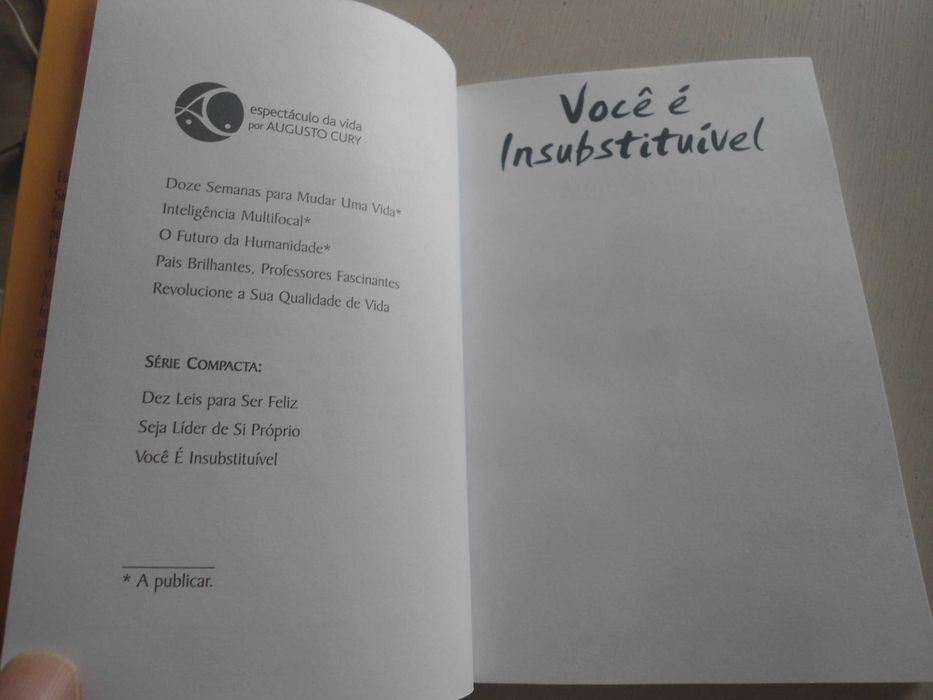 espectáculo da vida
por AUGUSTO CURY
Doze Semanas para Mudar Uma Vida*
Inteligência Multifocal*
O Futuro da Humanidade*
Pais Brilhantes, Professores Fascinantes
Revolucione a Sua Qualidade de Vida
SÉRIE COMPACTA:
Dez Leis para Ser Feliz
Seja Líder de Si Próprio
Você É Insubstituível
* A publicar.
Você é
Insubstituível